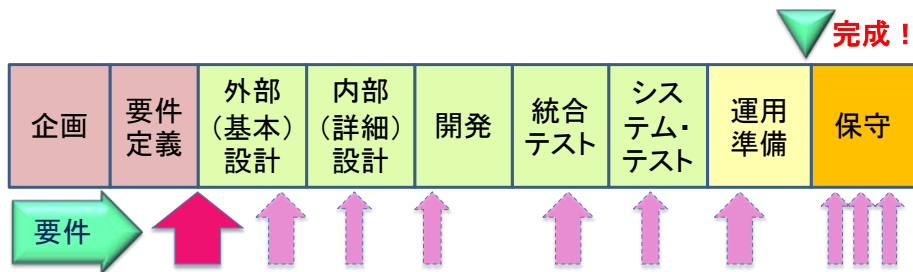 完成!
企画
要件
定義
外部
(基本)
設計
内部
(詳細)
設計
開発
統合
テスト
シス
テム・
テスト
運用
準備
保守
要件